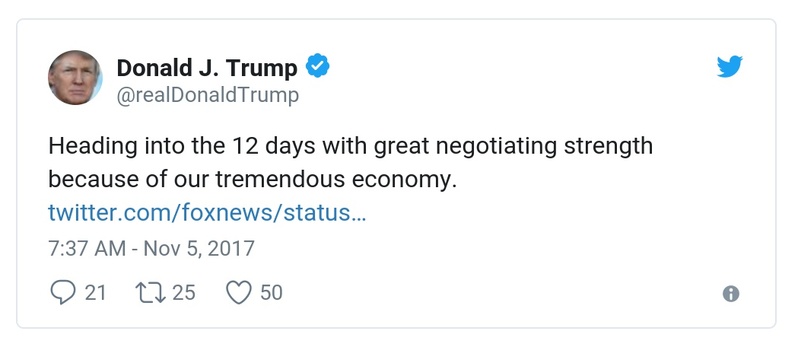 Donald J. Trump
@realDonaldTrump
Heading into the 12 days with great negotiating strength
because of our tremendous economy.
twitter.com/foxnews/status…
7:37 AM - Nov 5, 2017
21 25 50